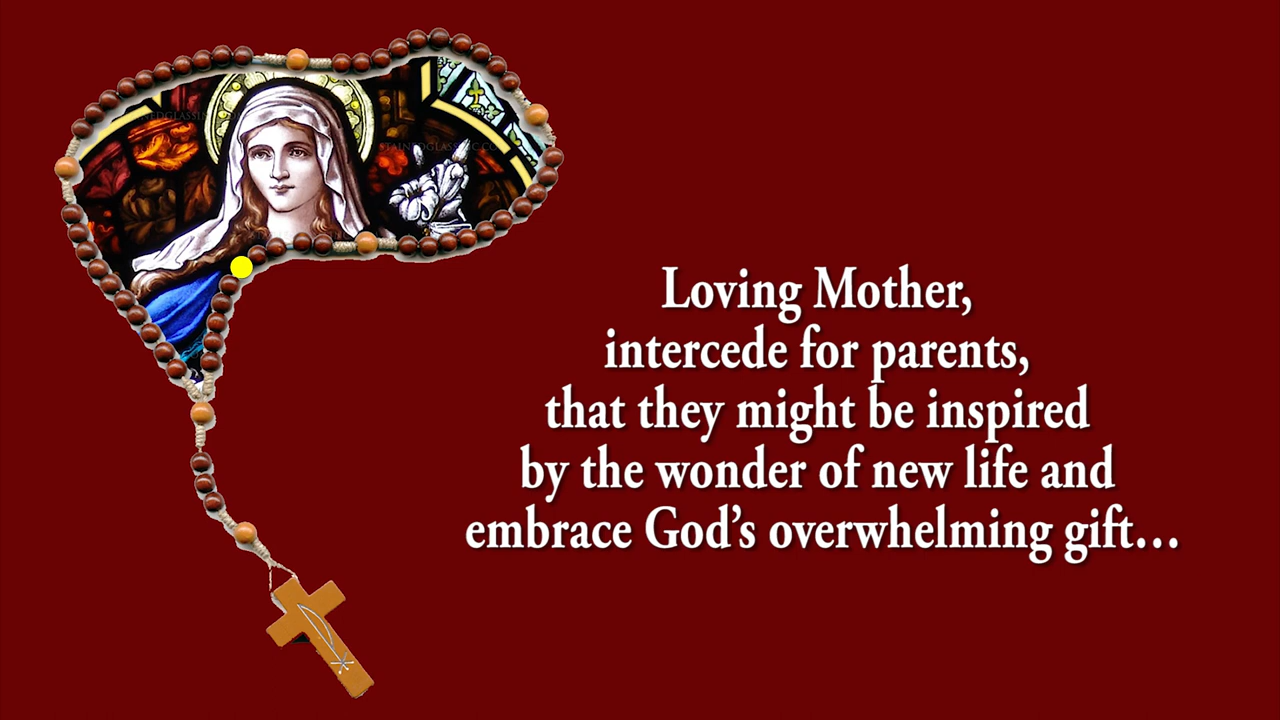 Loving Mother,
intercede for parents,
that they might be inspired
by the wonder of new life and
embrace God’s overwhelming gift…